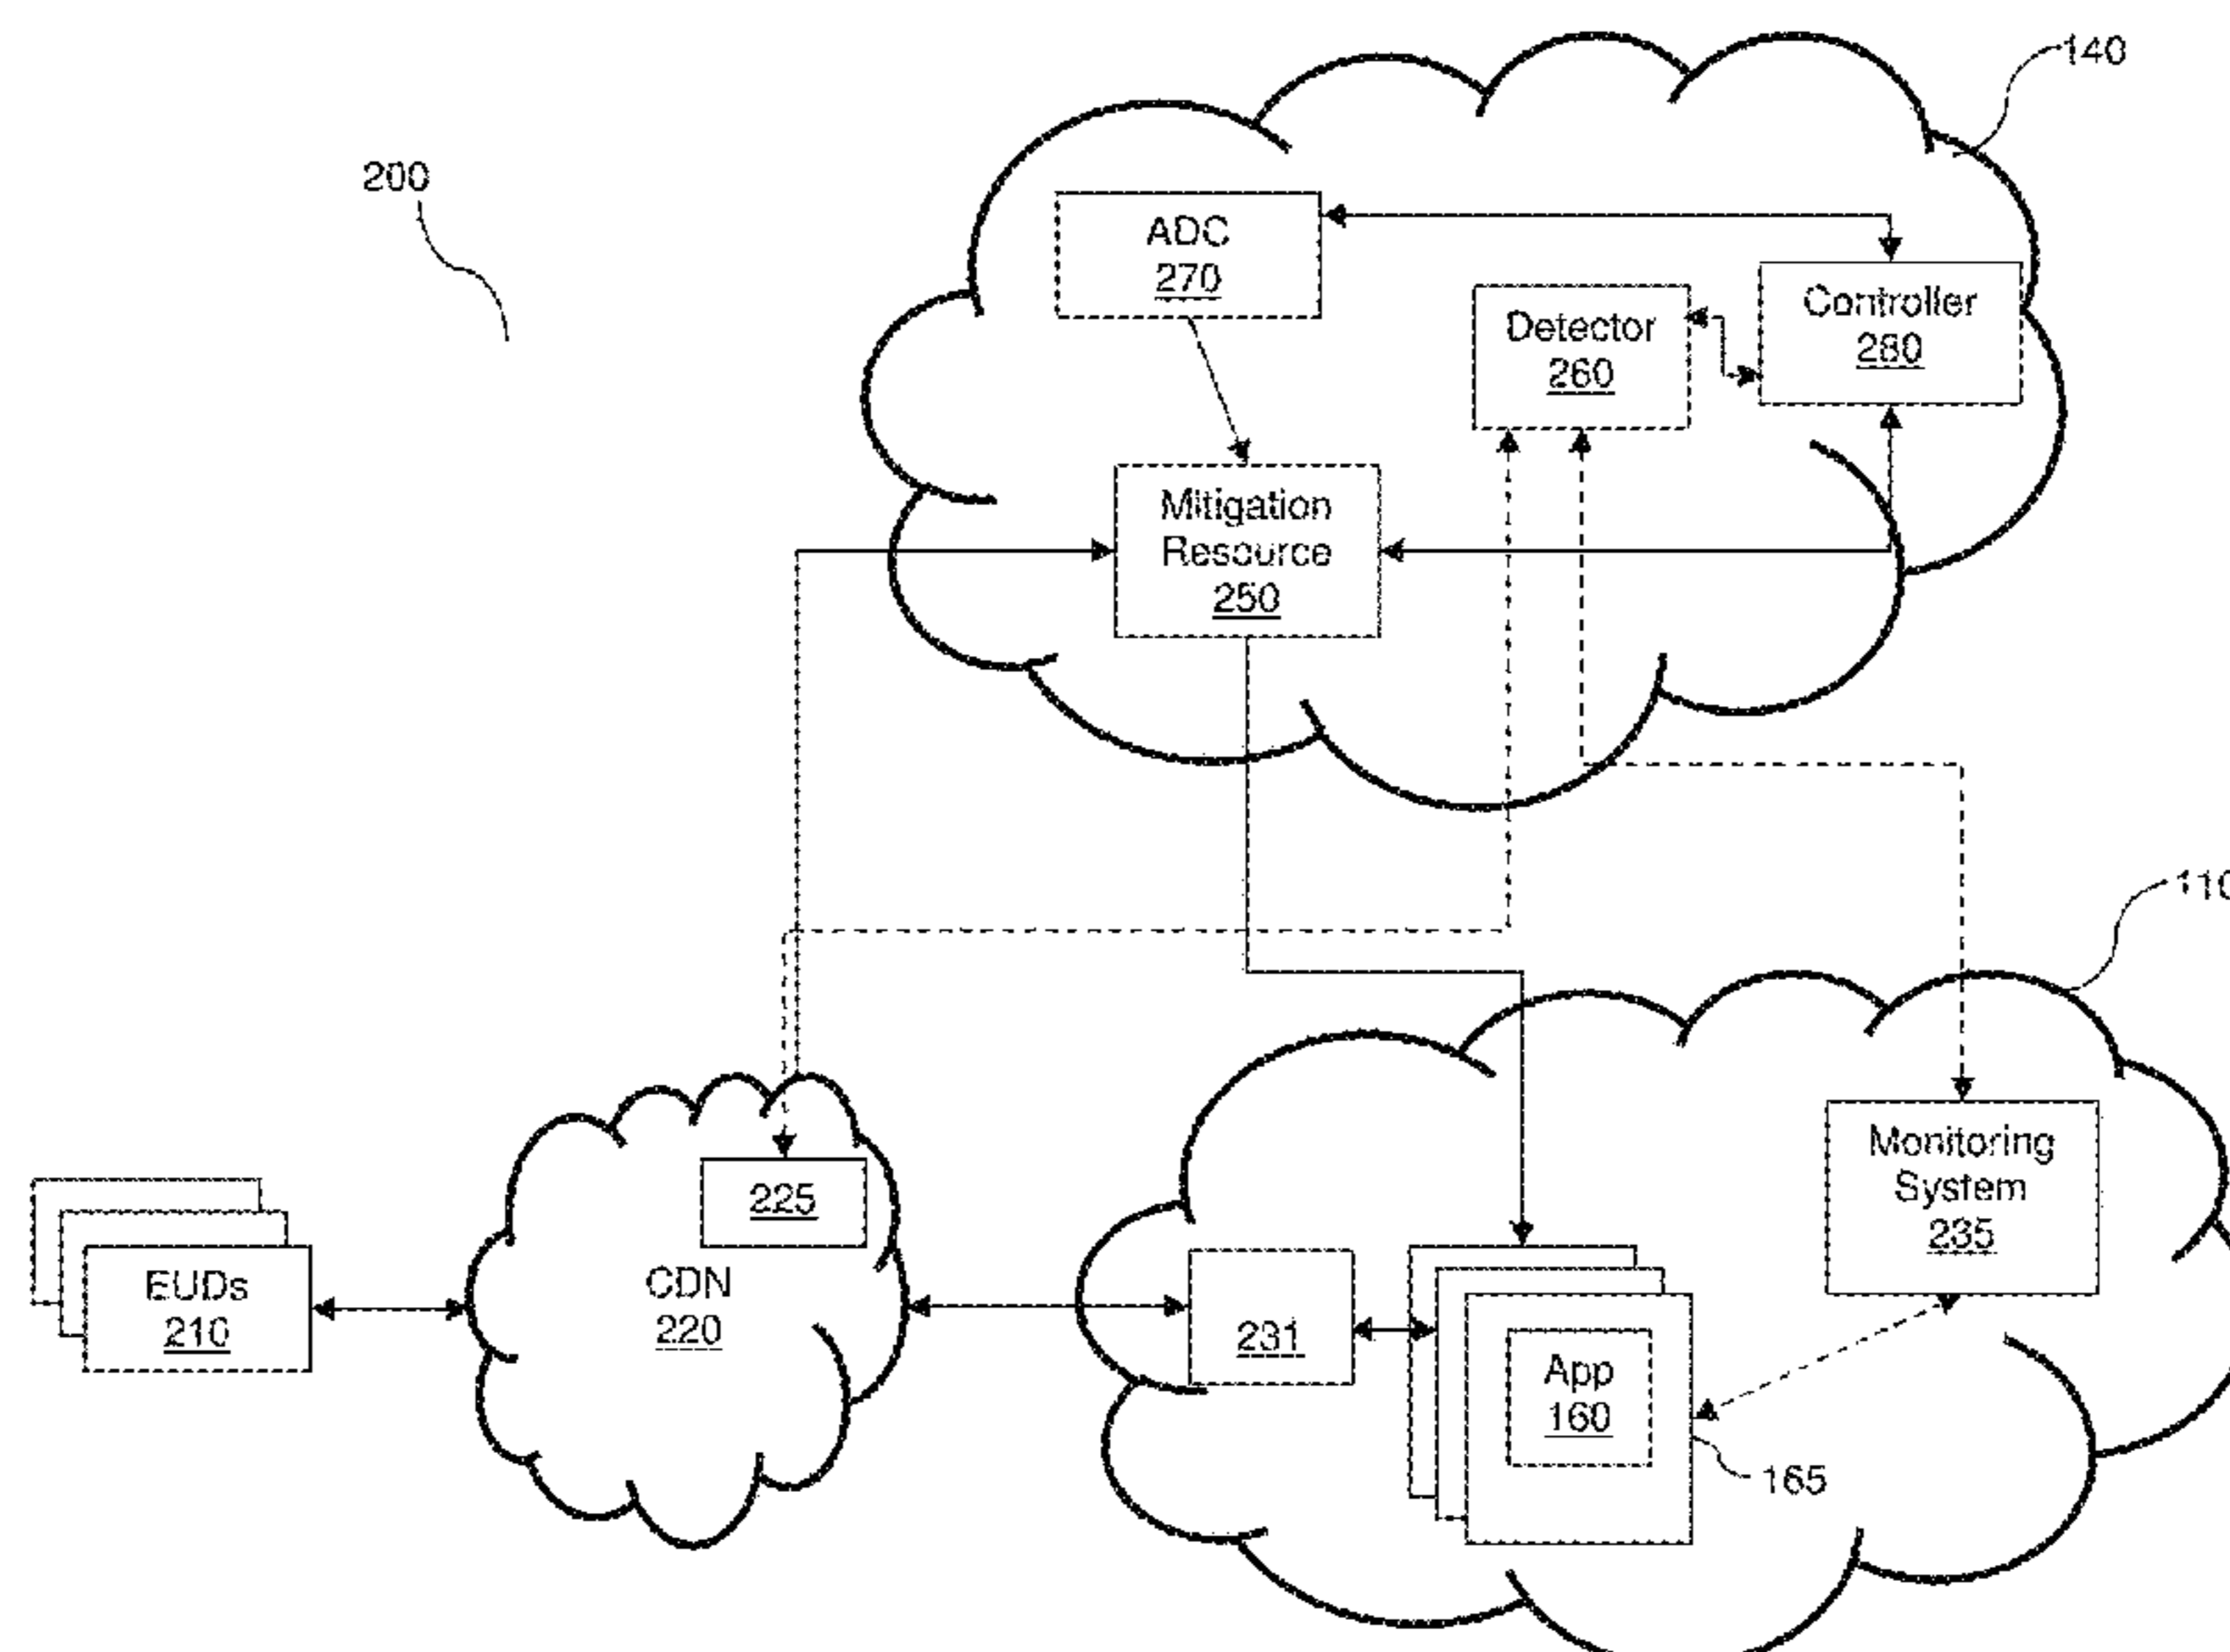 140
200
ADC
270
Controller
280
Detector
260
Mitigation
Resource
250
110
225
Monitoring
System
235
EUDs
210
CDN
220
231
App
160
165